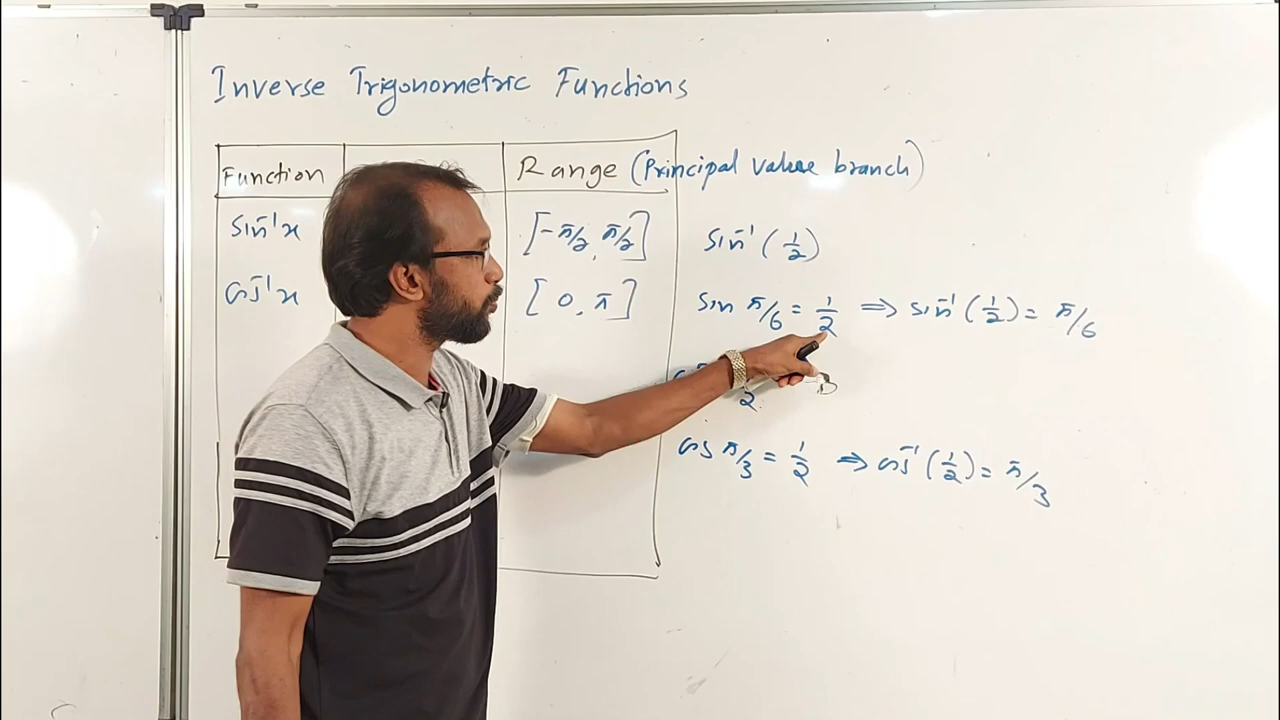 Inverse Trigonometric Functions
Function Range (Principal value branch)
sin⁻¹x [-π/2, π/2] sin⁻¹(1/2)
cos⁻¹x [0, π] sin π/6 = 1/2 ⇒ sin⁻¹(1/2) = π/6
2
cos π/3 = 1/2 ⇒ cos⁻¹(1/2) = π/3